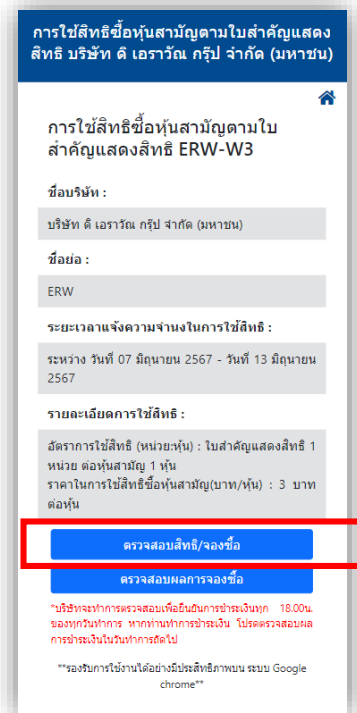 การใช้สิทธิซื้อหุ้นสามัญตามใบสำคัญแสดง
สิทธิ บริษัท ดิ เอราวัณ กรุ๊ป จำกัด (มหาชน)
การใช้สิทธิซื้อหุ้นสามัญตามใบ
สำคัญแสดงสิทธิ ERW-W3
ชื่อบริษัท :
บริษัท ดิ เอราวัณ กรุ๊ป จำกัด (มหาชน)
ชื่อย่อ :
ERW
ระยะเวลาแจ้งความจำนงในการใช้สิทธิ :
ระหว่าง วันที่ 07 มิถุนายน 2567 - วันที่ 13 มิถุนายน
2567
รายละเอียดการใช้สิทธิ :
อัตราการใช้สิทธิ (หน่วย:หุ้น) : ใบสำคัญแสดงสิทธิ 1
หน่วย ต่อหุ้นสามัญ 1 หุ้น
ราคาในการใช้สิทธิซื้อหุ้นสามัญ(บาท/หุ้น) : 3 บาท
ต่อหุ้น
ตรวจสอบสิทธิ/จองซื้อ
ตรวจสอบผลการจองซื้อ
*บริษัทจะทำการตรวจสอบเพื่อยืนยันการชำระเงินทุก 18.00น.
ของทุกวันทำการ หากท่านทำการชำระเงิน โปรดตรวจสอบผล
การชำระเงินในวันทำการถัดไป
**รองรับการใช้งานได้อย่างมีประสิทธิภาพบน ระบบ Google
chrome**